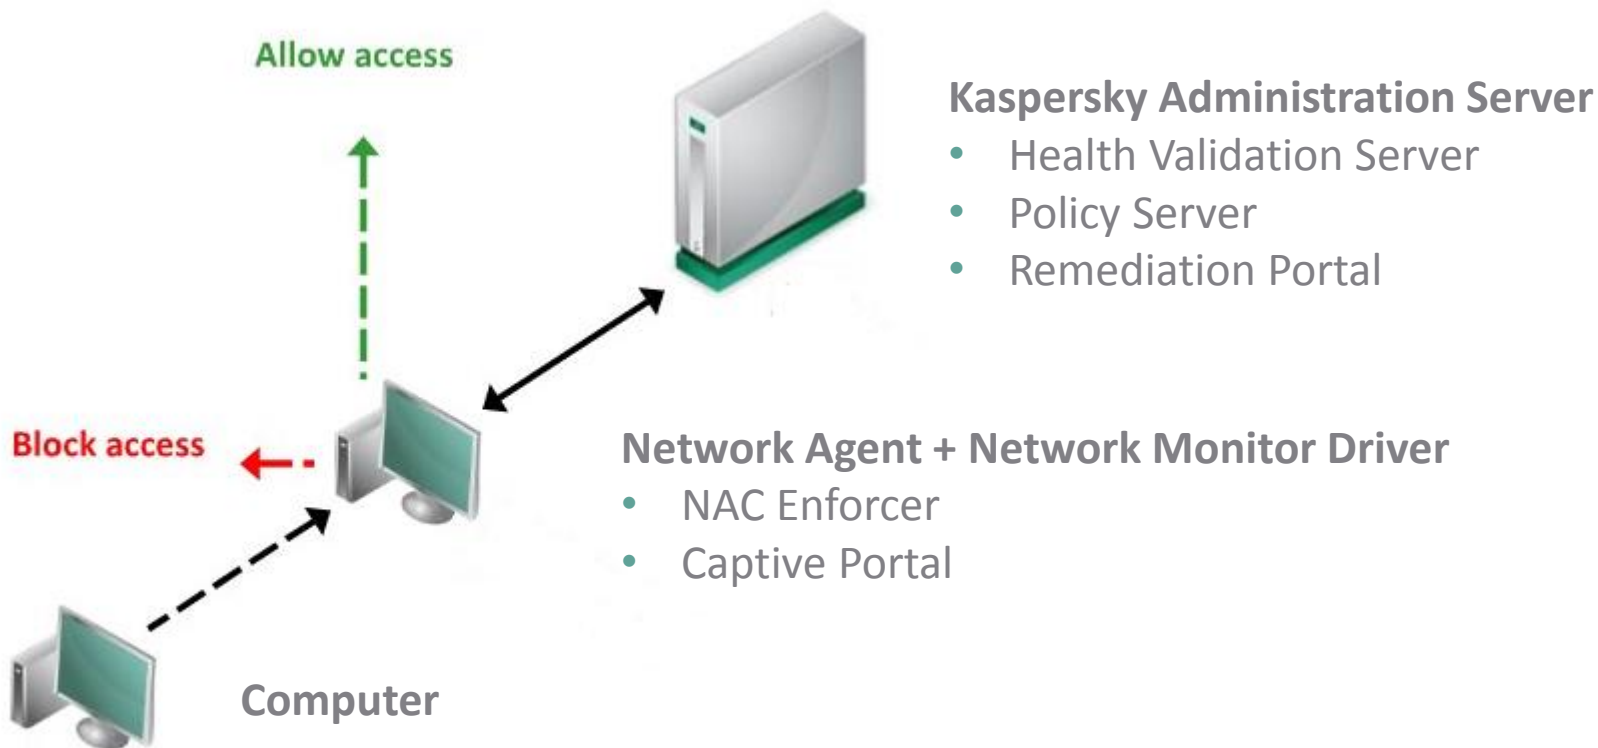 Allow access
Kaspersky Administration Server
• Health Validation Server
• Policy Server
• Remediation Portal
Block access
Network Agent + Network Monitor Driver
• NAC Enforcer
• Captive Portal
Computer